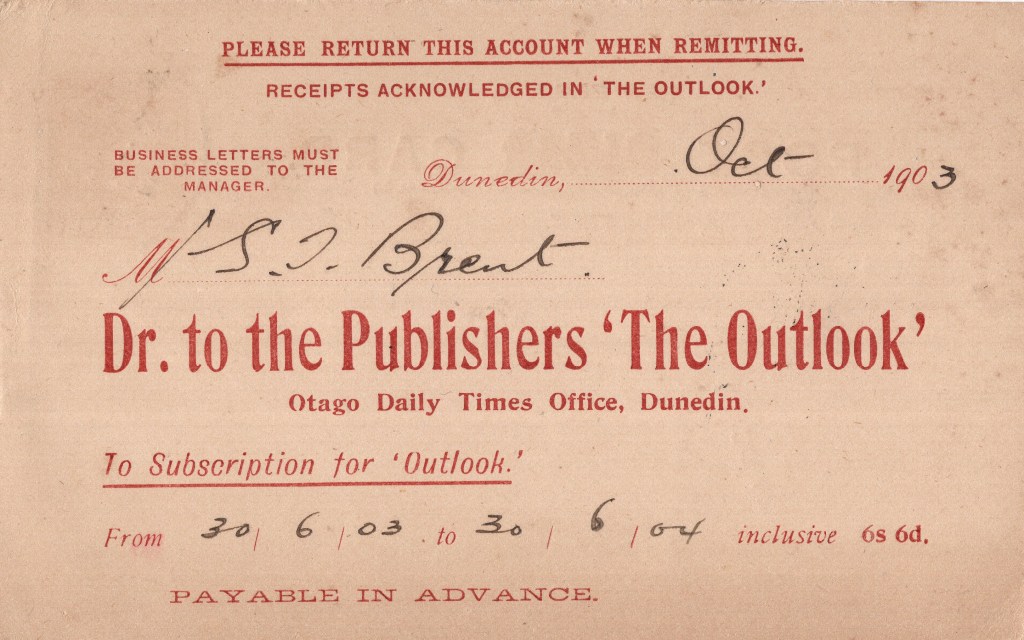 PLEASE RETURN THIS ACCOUNT WHEN REMITTING.
RECEIPTS ACKNOWLEDGED IN 'THE OUTLOOK.'
BUSINESS LETTERS MUST
BE ADDRESSED TO THE
MANAGER.
Dunedin, Oct 1903
Mr S. J. Brent.
Dr. to the Publishers 'The Outlook'
Otago Daily Times Office, Dunedin.
To Subscription for 'Outlook.'
From 30/6/03. to 30/6/04 inclusive 6s 6d.
PAYABLE IN ADVANCE.